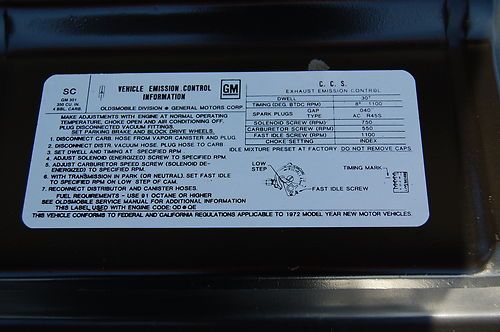 SC
GM 301
350 CU. IN.
4 BBL. CARB.
VEHICLE EMISSION CONTROL
INFORMATION
GM
OLDSMOBILE DIVISION • GENERAL MOTORS CORP.
MAKE ADJUSTMENTS WITH ENGINE AT NORMAL OPERATING
TEMPERATURE, CHOKE OPEN AND AIR CONDITIONING OFF.
PLUG DISCONNECTED VACUUM FITTINGS.
SET PARKING BRAKE AND BLOCK DRIVE WHEELS.
1. DISCONNECT CARB. HOSE FROM VAPOR CANISTER AND PLUG
2. DISCONNECT DISTR. VACUUM HOSE, PLUG HOSE TO CARB
3. SET DWELL AND TIMING AT SPECIFIED RPM
4. ADJUST SOLENOID (ENERGIZED) SCREW TO SPECIFIED RPM.
5. ADJUST CARBURETOR SPEED SCREW (SOLENOID DE-
ENERGIZED) TO SPECIFIED RPM.
6. WITH TRANSMISSION IN PARK (OR NEUTRAL), SET FAST IDLE
TO SPECIFIED RPM ON LOW STEP OF CAM.
7. RECONNECT DISTRIBUTOR AND CANISTER HOSES.
FUEL REQUIREMENTS - USE 91 OCTANE OR HIGHER
SEE OLDSMOBILE SERVICE MANUAL FOR ADDITIONAL INFORMATION
THIS LABEL USED WITH ENGINE CODE: QD • QE
C. C. S.
EXHAUST EMISSION CONTROL
DWELL 30°
TIMING (DEG. BTDC RPM) 8° 1100
SPARK PLUGS GAP .040
TYPE AC R45S
SOLENOID SCREW (RPM) 750
CARBURETOR SCREW (RPM) 550
FAST IDLE SCREW (RPM) 1100
CHOKE SETTING INDEX
IDLE MIXTURE PRESET AT FACTORY DO NOT REMOVE CAPS
LOW
STEP
FAST IDLE SCREW
TIMING MARK
THIS VEHICLE CONFORMS TO FEDERAL AND CALIFORNIA REGULATIONS APPLICABLE TO 1972 MODEL YEAR NEW MOTOR VEHICLES.